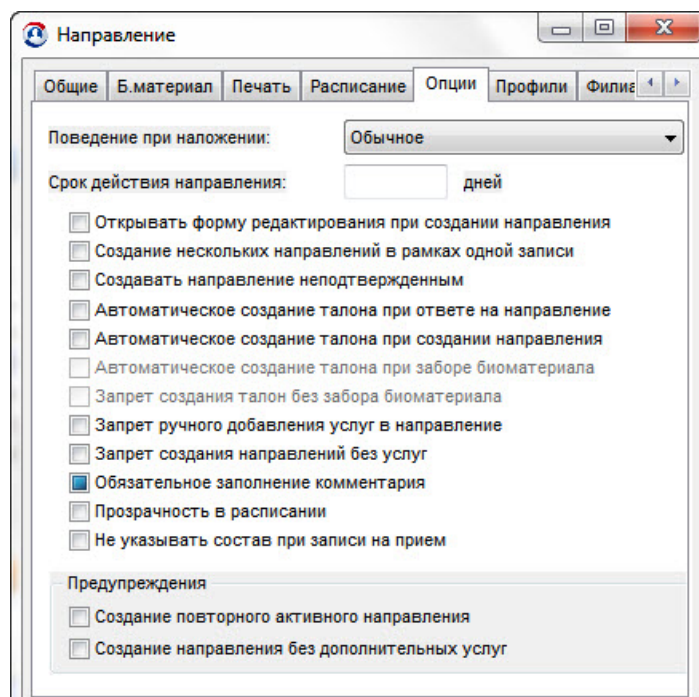 Направление
Общие Б.материал Печать Расписание Опции Профили Филиа
Поведение при наложении: Обычное
Срок действия направления: дней
Открывать форму редактирования при создании направления
Создание нескольких направлений в рамках одной записи
Создавать направление неподтвержденным
Автоматическое создание талона при ответе на направление
Автоматическое создание талона при создании направления
Автоматическое создание талона при заборе биоматериала
Запрет создания талон без забора биоматериала
Запрет ручного добавления услуг в направление
Запрет создания направлений без услуг
Обязательное заполнение комментария
Прозрачность в расписании
Не указывать состав при записи на прием
Предупреждения
Создание повторного активного направления
Создание направления без дополнительных услуг